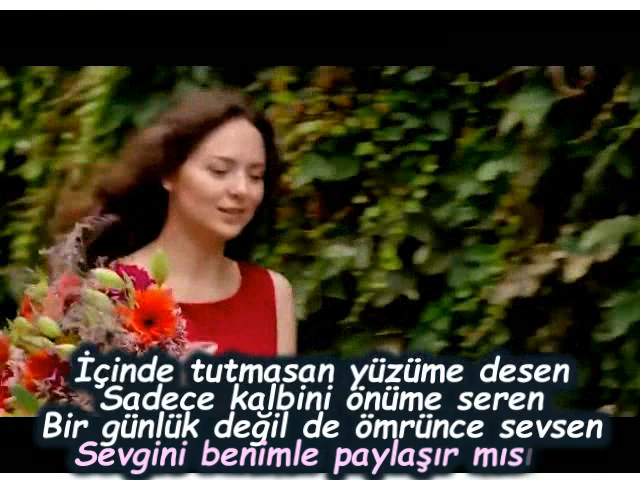 İçinde tutmasan yüzüme desen
Sadece kalbini önüme seren
Bir günlük değil de ömrünce sevsen
Sevgini benimle paylaşır mıs